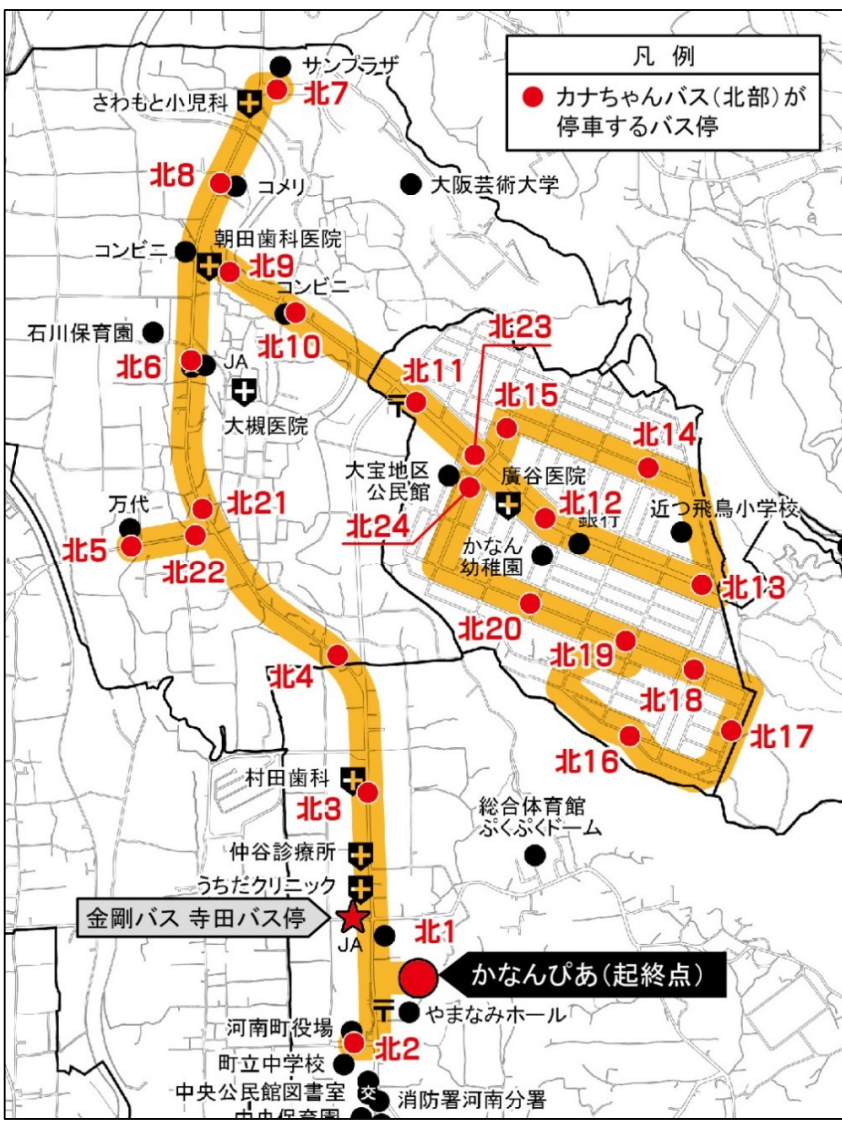 サンプラザ
北7
さわもと小児科
凡 例
カナちゃんバス(北部)が
停車するバス停
北8
コメリ
大阪芸術大学
朝田歯科医院
コンビニ
北9
コンビニ
北10
石川保育園
北6
JA
大槻医院
北23
北11
〒
北15
北14
大宝地区
公民館
廣谷医院
北24
北12
銀行
近つ飛鳥小学校
かなん
幼稚園
北13
万代
北21
北5
北22
北20
北19
北18
北4
北16
北17
村田歯科
北3
総合体育館
ぷくぷくドーム
仲谷診療所
うちだクリニック
金剛バス 寺田バス停
JA
北1
かなんぴあ(起終点)
〒
やまなみホール
河南町役場
北2
町立中学校
中央公民館図書室
交
消防署河南分署
中央保育園